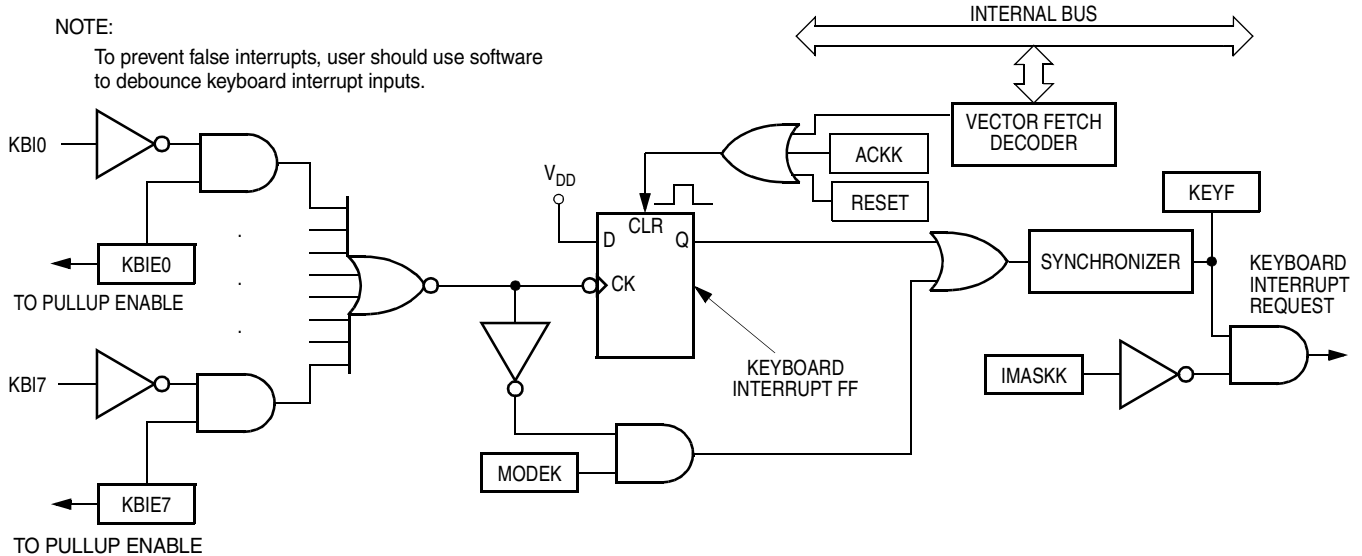 NOTE:
To prevent false interrupts, user should use software
to debounce keyboard interrupt inputs.
INTERNAL BUS
VECTOR FETCH
DECODER
KBI0
ACKK
RESET
VDD
KEYF
CLR
D
Q
CK
SYNCHRONIZER
KBIE0
TO PULLUP ENABLE
KEYBOARD
INTERRUPT
REQUEST
KEYBOARD
INTERRUPT FF
IMASKK
KBI7
MODEK
KBIE7
TO PULLUP ENABLE